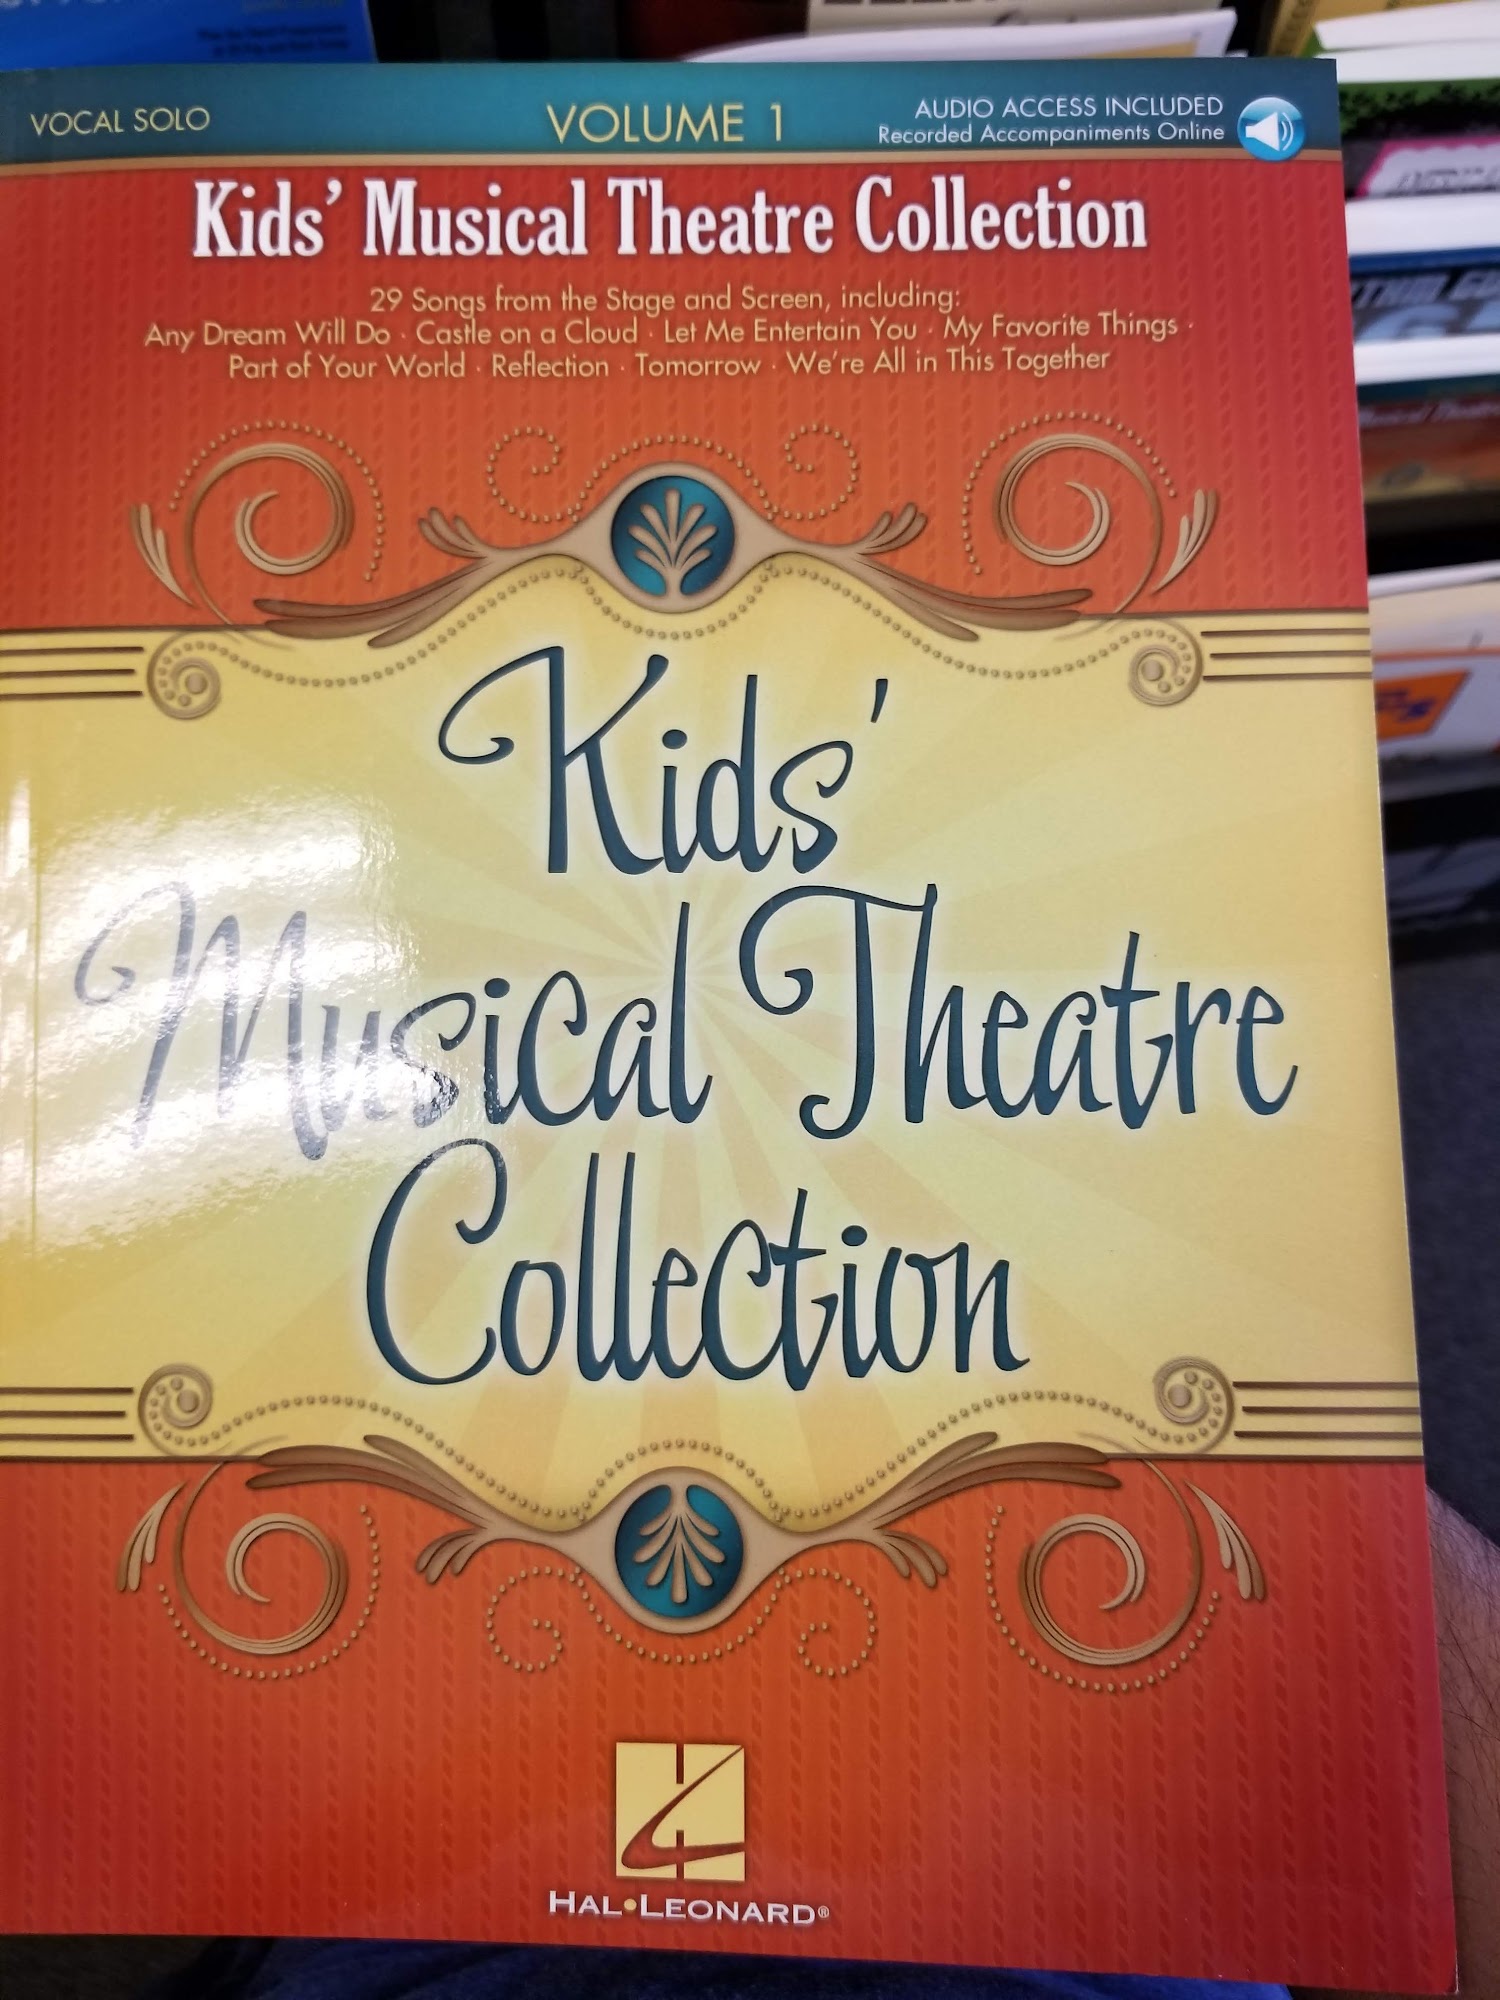 VOCAL SOLO
VOLUME 1
AUDIO ACCESS INCLUDED
Recorded Accompaniments Online
Kids' Musical Theatre Collection
29 Songs from the Stage and Screen, including:
Any Dream Will Do · Castle on a Cloud · Let Me Entertain You · My Favorite Things ·
Part of Your World · Reflection · Tomorrow · We're All in This Together
Kids'
Musical Theatre
Collection
HAL•LEONARD®